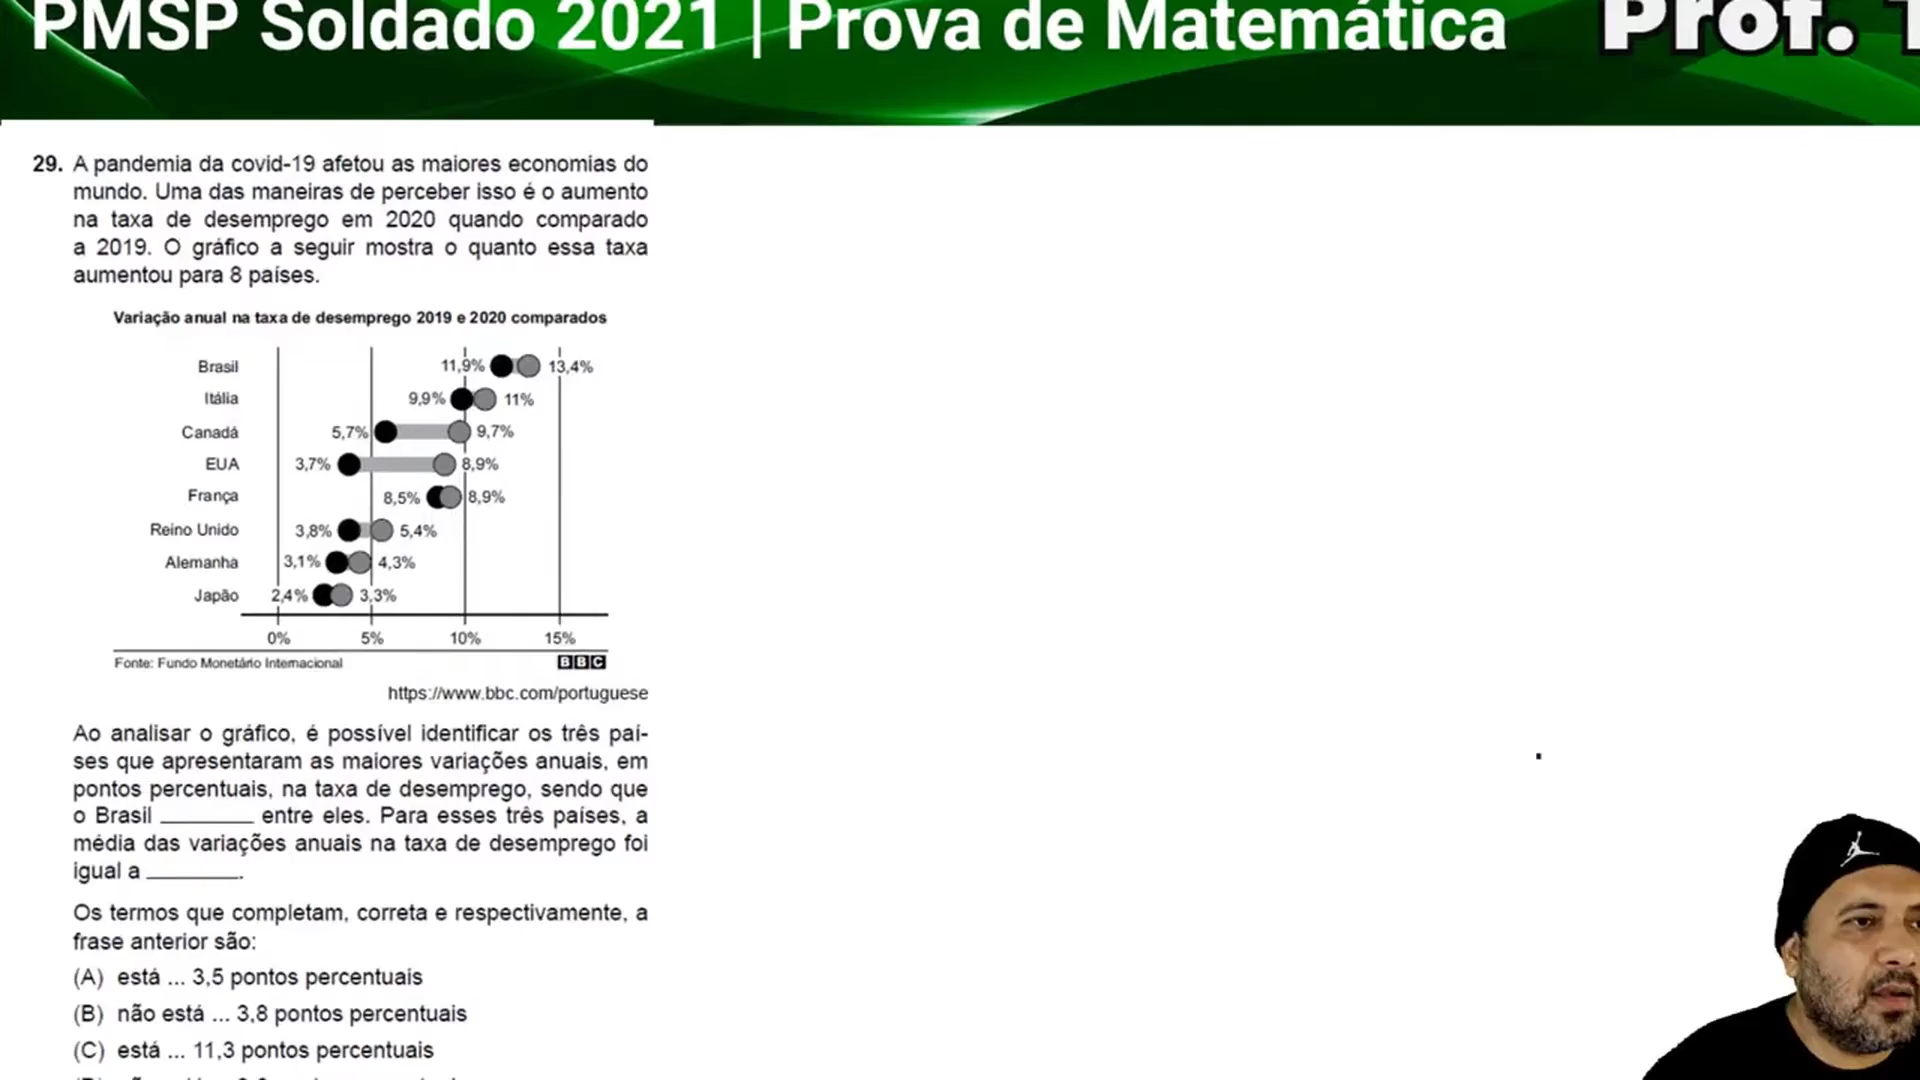 PMSP Soldado 2021 | Prova de Matemática
Prof.
29. A pandemia da covid-19 afetou as maiores economias do
mundo. Uma das maneiras de perceber isso é o aumento
na taxa de desemprego em 2020 quando comparado
a 2019. O gráfico a seguir mostra o quanto essa taxa
aumentou para 8 países.
Variação anual na taxa de desemprego 2019 e 2020 comparados
Brasil 11,9% 13,4%
Itália 9,9% 11%
Canadá 5,7% 9,7%
EUA 3,7% 8,9%
França 8,5% 8,9%
Reino Unido 3,8% 5,4%
Alemanha 3,1% 4,3%
Japão 2,4% 3,3%
0% 5% 10% 15%
Fonte: Fundo Monetário Internacional BBC
https://www.bbc.com/portuguese
Ao analisar o gráfico, é possível identificar os três paí-
ses que apresentaram as maiores variações anuais, em
pontos percentuais, na taxa de desemprego, sendo que
o Brasil ________ entre eles. Para esses três países, a
média das variações anuais na taxa de desemprego foi
igual a ________.
Os termos que completam, correta e respectivamente, a
frase anterior são:
(A) está ... 3,5 pontos percentuais
(B) não está ... 3,8 pontos percentuais
(C) está ... 11,3 pontos percentuais